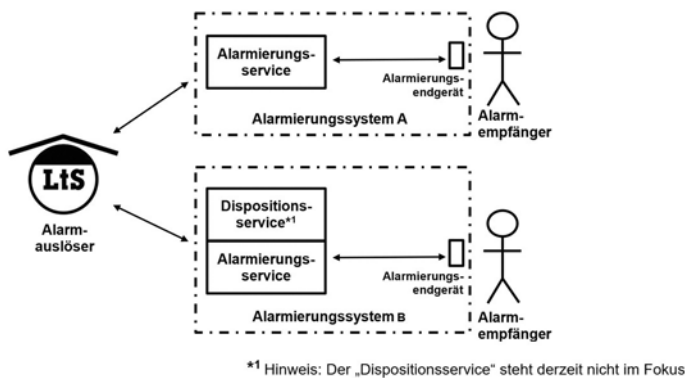 Alarmierungs-
service
Alarmierungs-
endgerät
Alarmierungssystem A
Alarm-
empfänger
LtS
Alarm-
auslöser
Dispositions-
service*1
Alarmierungs-
service
Alarmierungs-
endgerät
Alarmierungssystem B
Alarm-
empfänger
*1 Hinweis: Der „Dispositionsservice“ steht derzeit nicht im Fokus